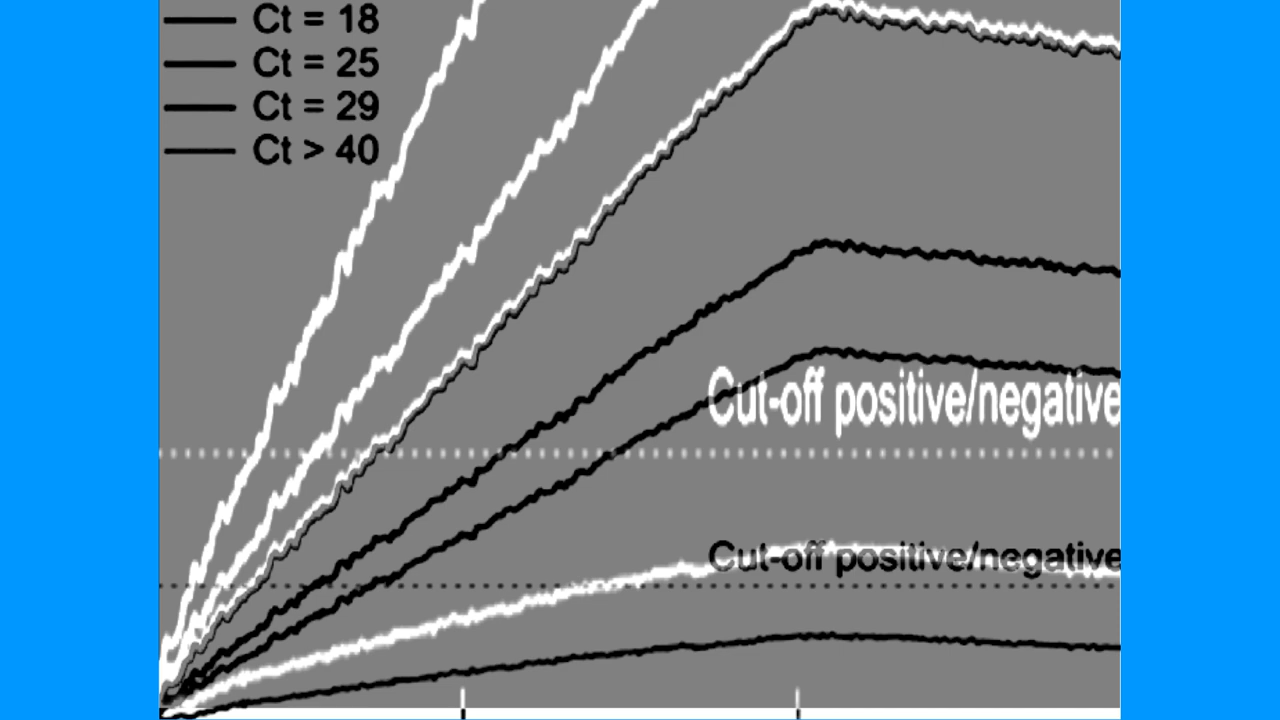 Ct = 18
Ct = 25
Ct = 29
Ct > 40
Cut-off positive/negative
Cut-off positive/negative